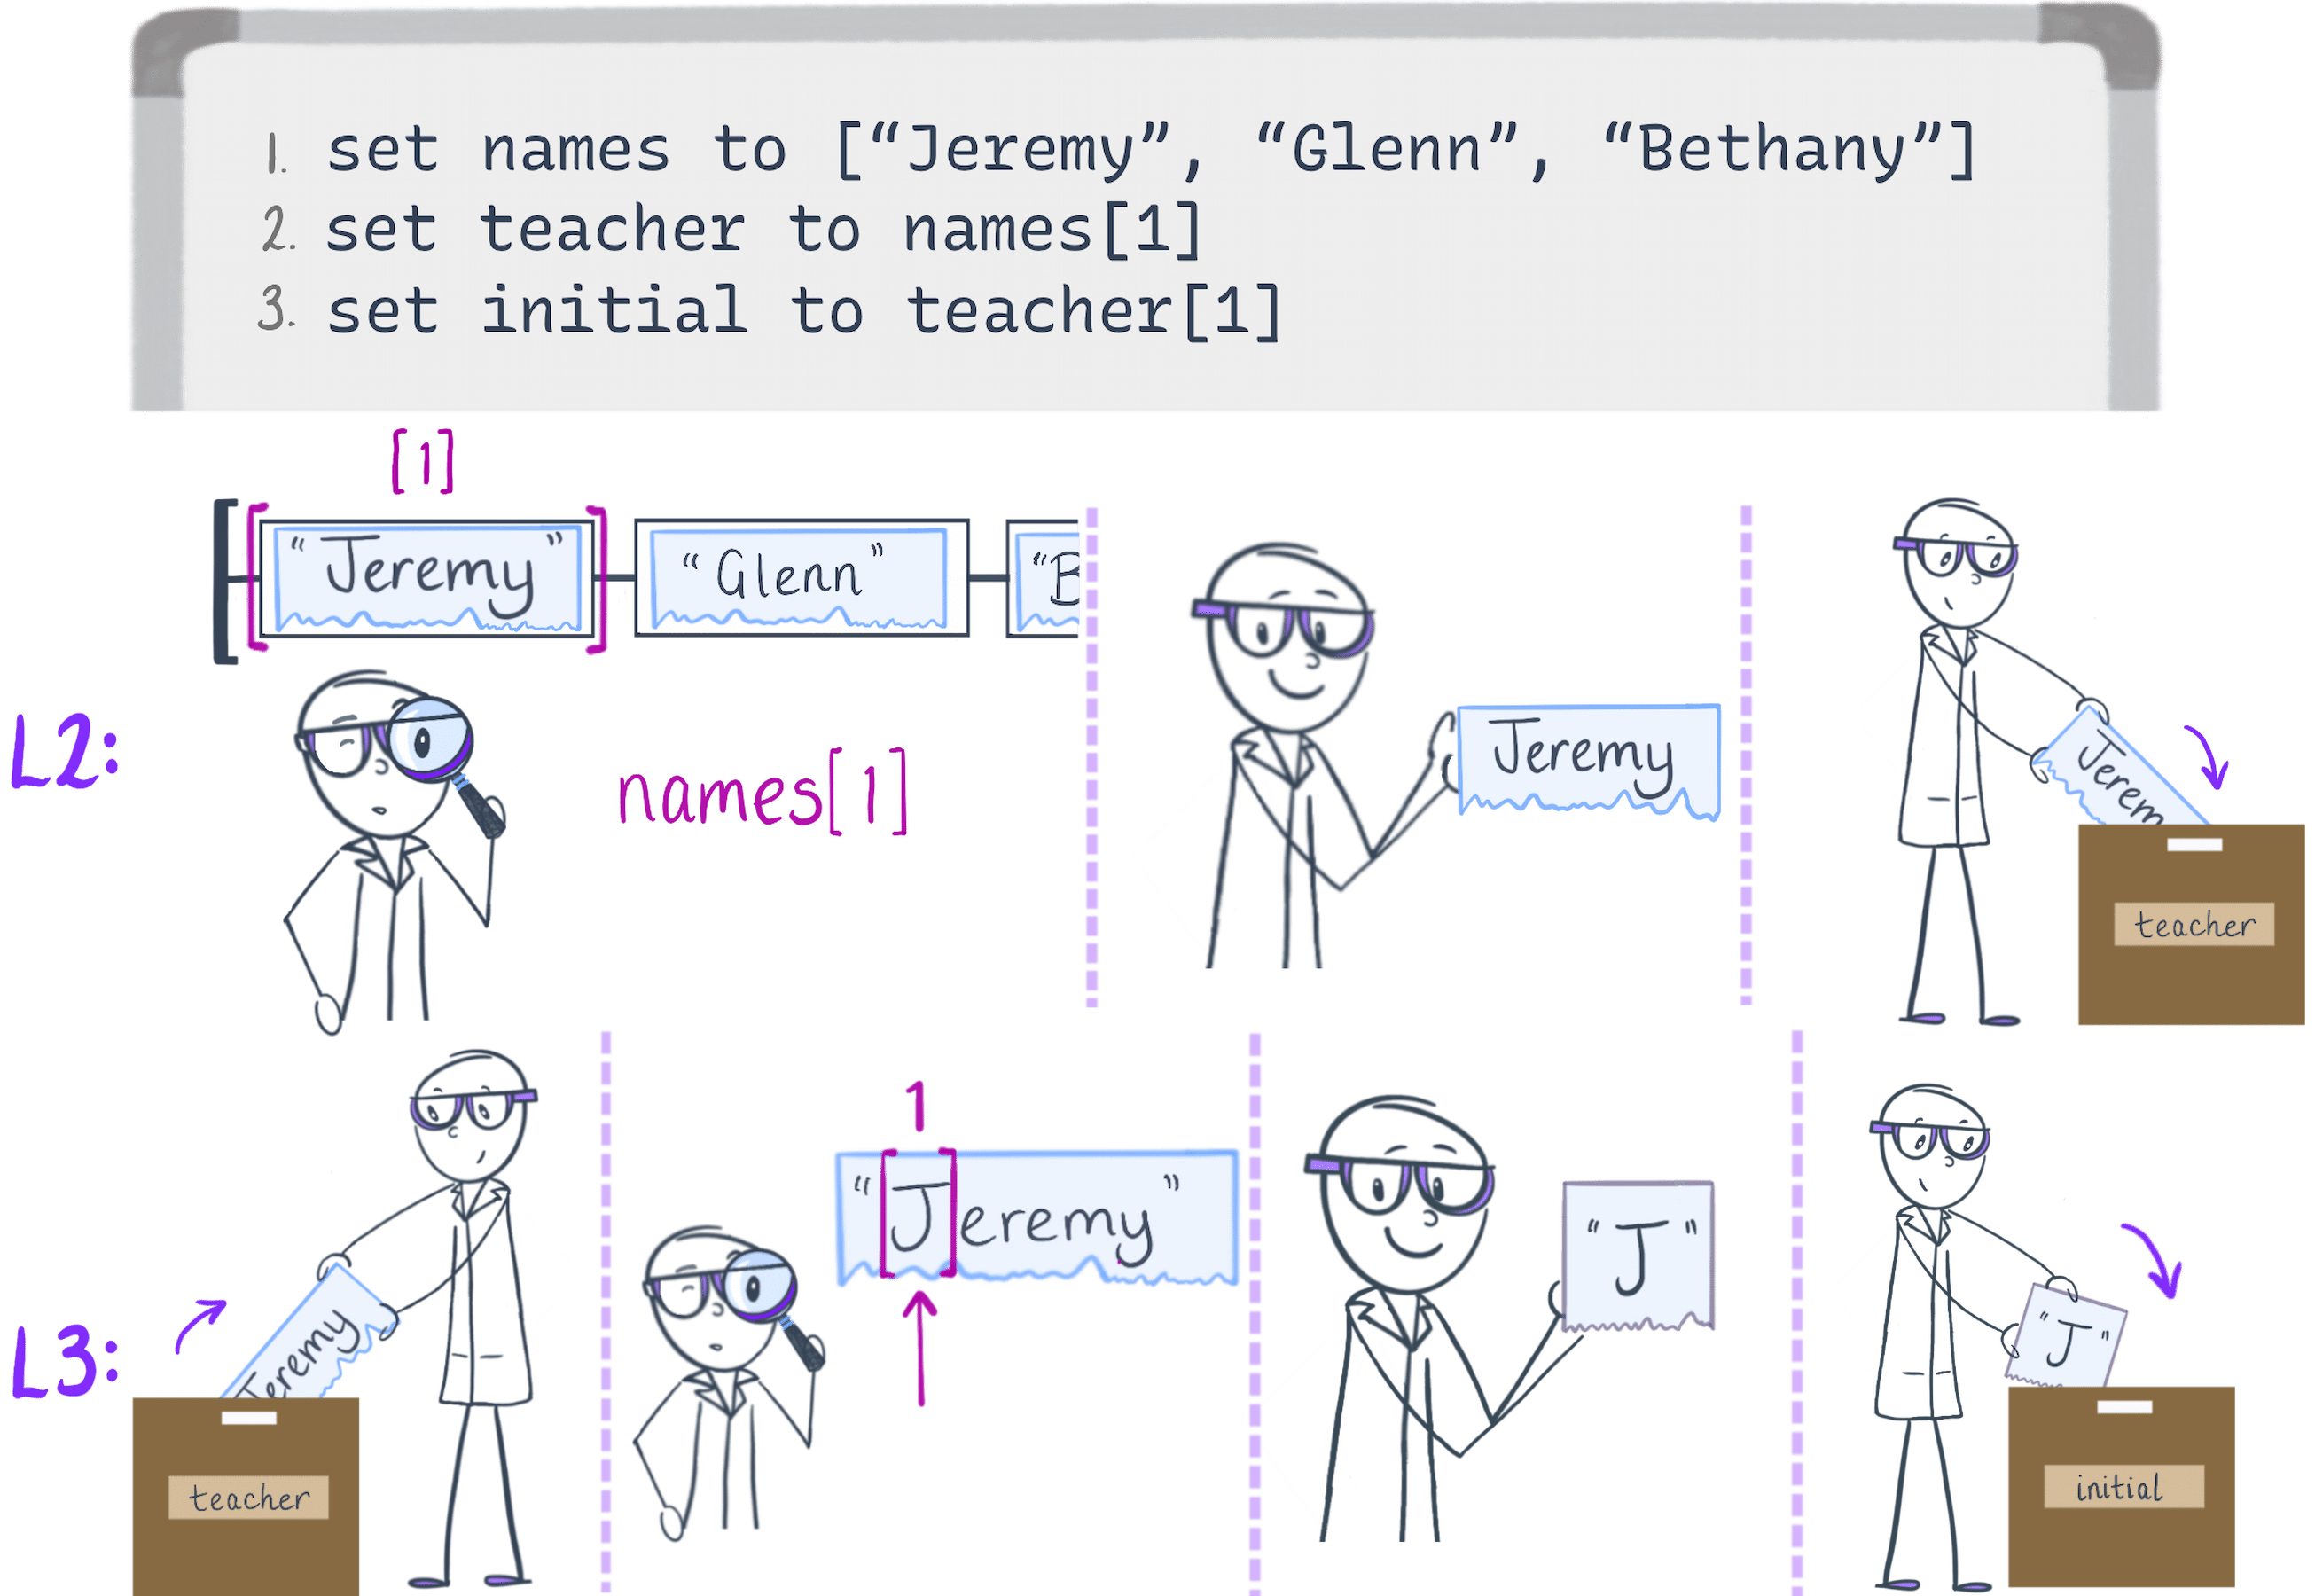 1. set names to [“Jeremy”, “Glenn”, “Bethany”]
2. set teacher to names[1]
3. set initial to teacher[1]
[1]
“Jeremy” “Glenn” “B
L2:
names[1]
Jeremy
Jerem
teacher
L3:
Jeremy
teacher
1
“Jeremy”
“J”
“J”
initial